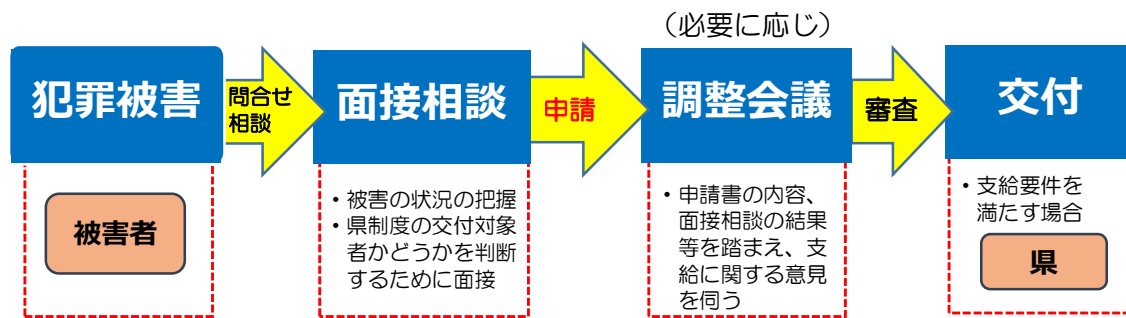 (必要に応じ)
犯罪被害
問合せ
相談
面接相談
申請
調整会議
審査
交付
被害者
・被害の状況の把握
・県制度の交付対象
者かどうかを判断
するために面接
・申請書の内容、
面接相談の結果
等を踏まえ、支
給に関する意見
を伺う
・支給要件を
満たす場合
県